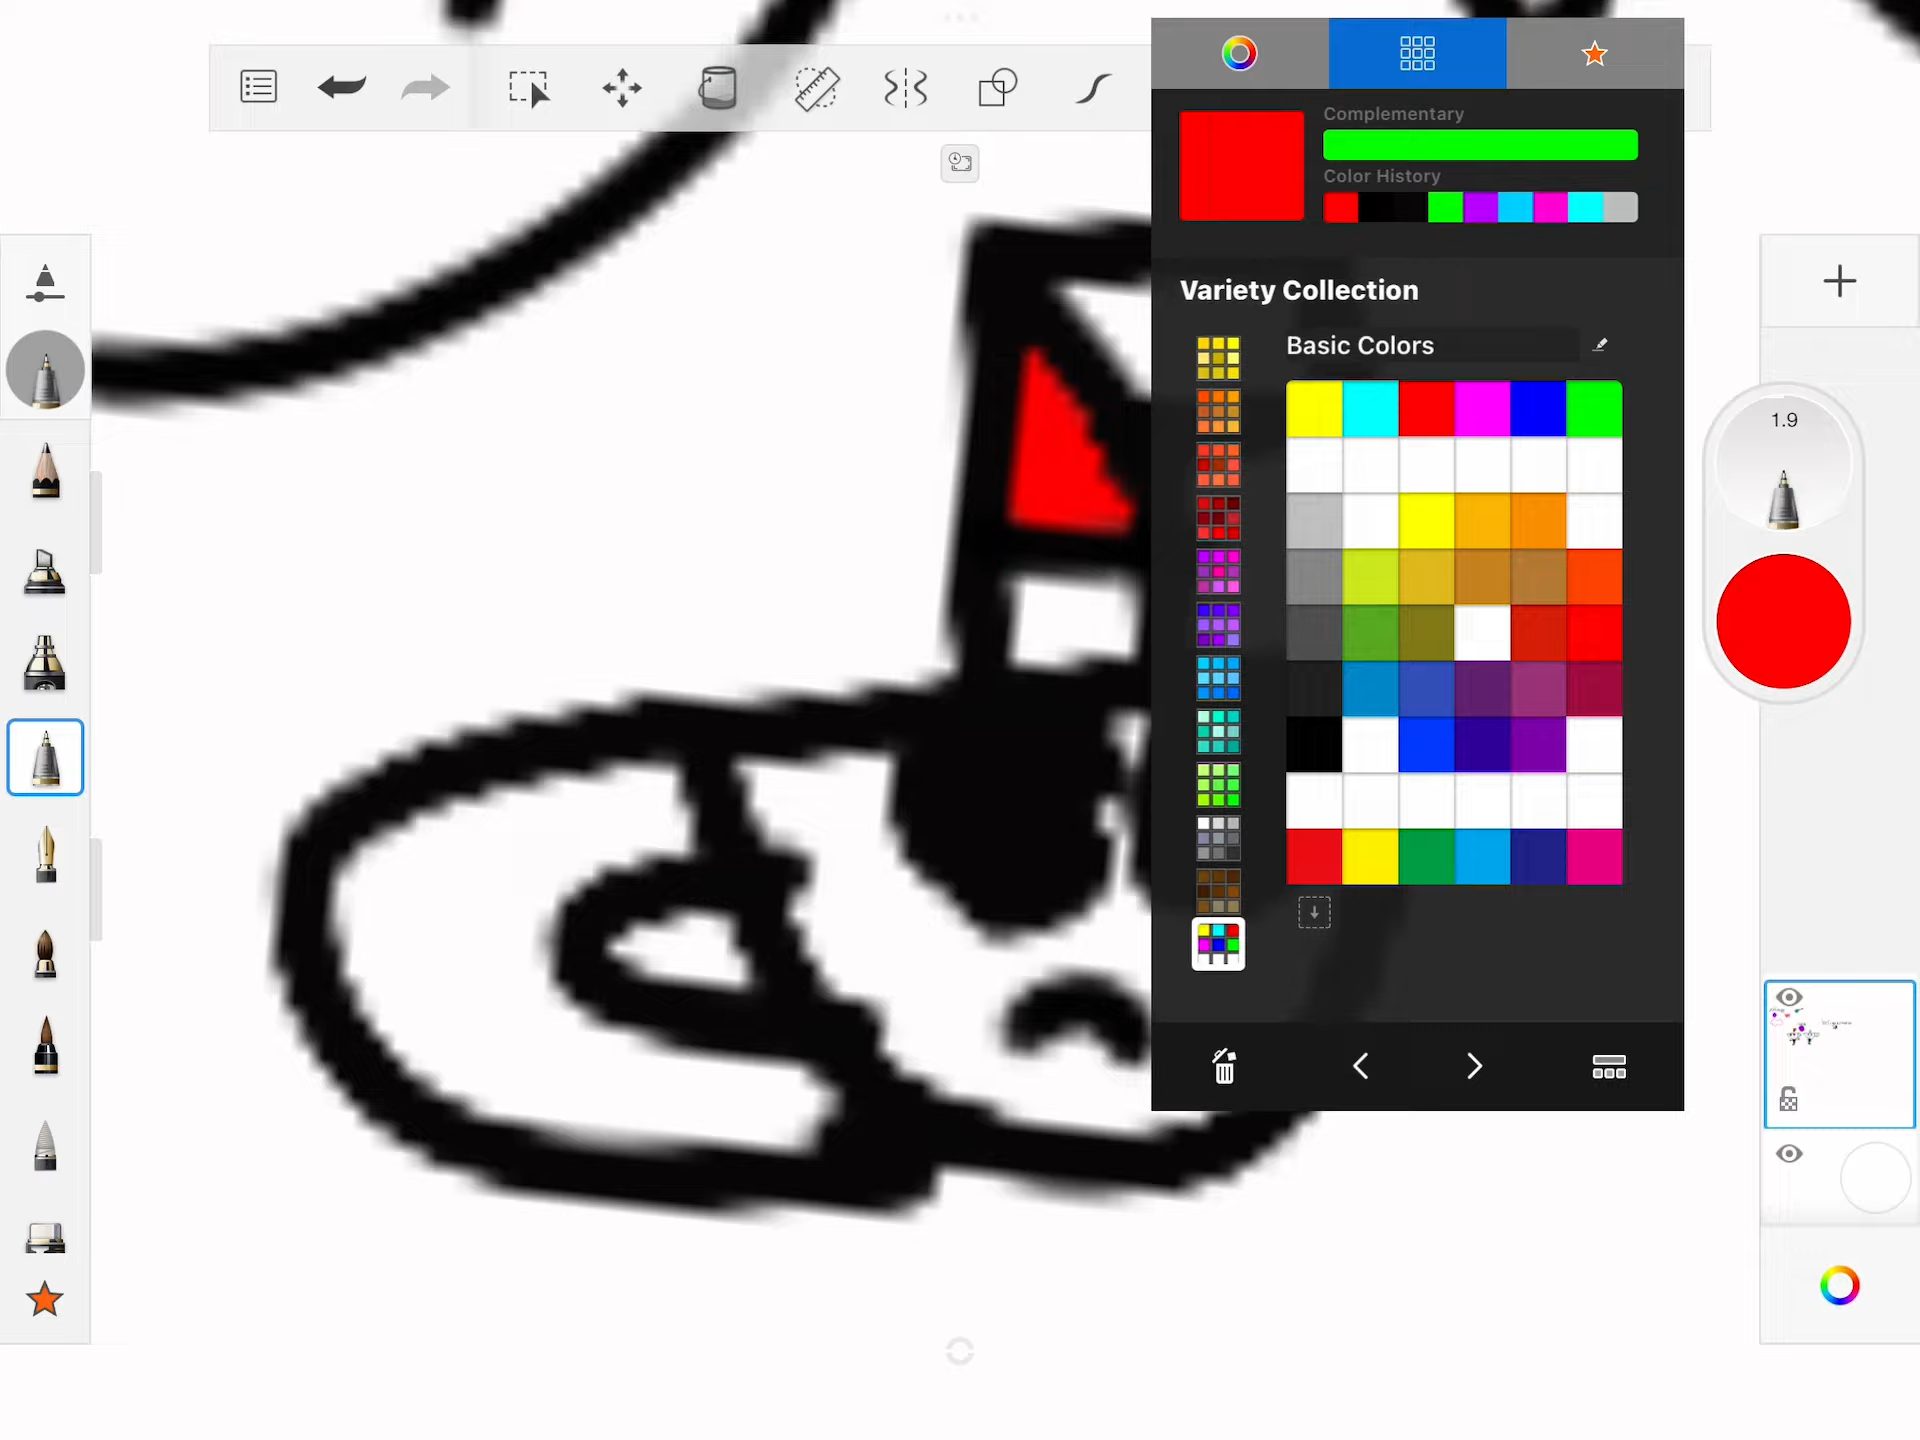 Complementary
Color History
Variety Collection
Basic Colors
1.9